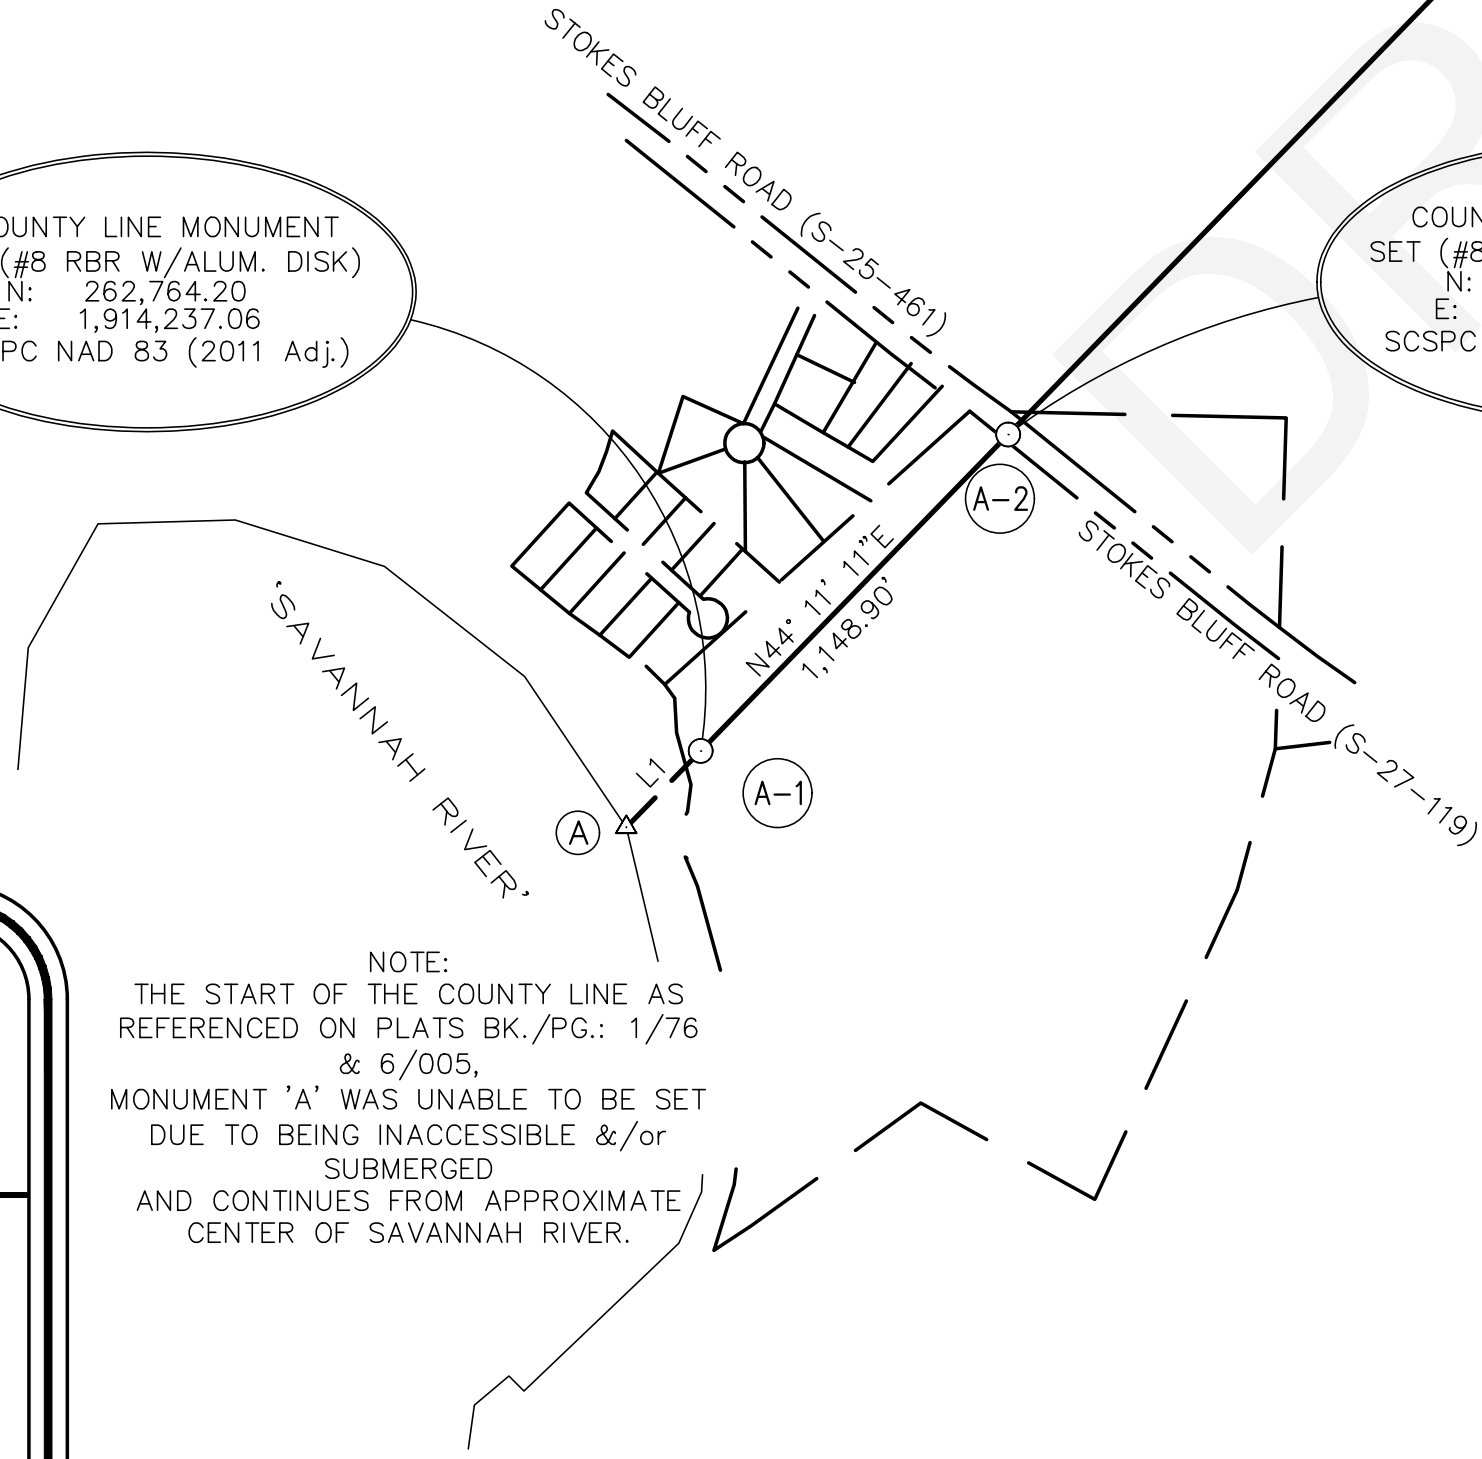 STOKES BLUFF ROAD (S-25-461)
OUNTY LINE MONUMENT
(#8 RBR W/ALUM. DISK)
N: 262,764.20
E: 1,914,237.06
PC NAD 83 (2011 Adj.)
COUN
SET (#8
N:
E:
SCSPC
DR
A-2
N44° 11' 11"E
1,148.90'
STOKES BLUFF ROAD (S-27-119)
'SAVANNAH RIVER'
L1
A-1
A
NOTE:
THE START OF THE COUNTY LINE AS
REFERENCED ON PLATS BK./PG.: 1/76
& 6/005,
MONUMENT 'A' WAS UNABLE TO BE SET
DUE TO BEING INACCESSIBLE &/or
SUBMERGED
AND CONTINUES FROM APPROXIMATE
CENTER OF SAVANNAH RIVER.